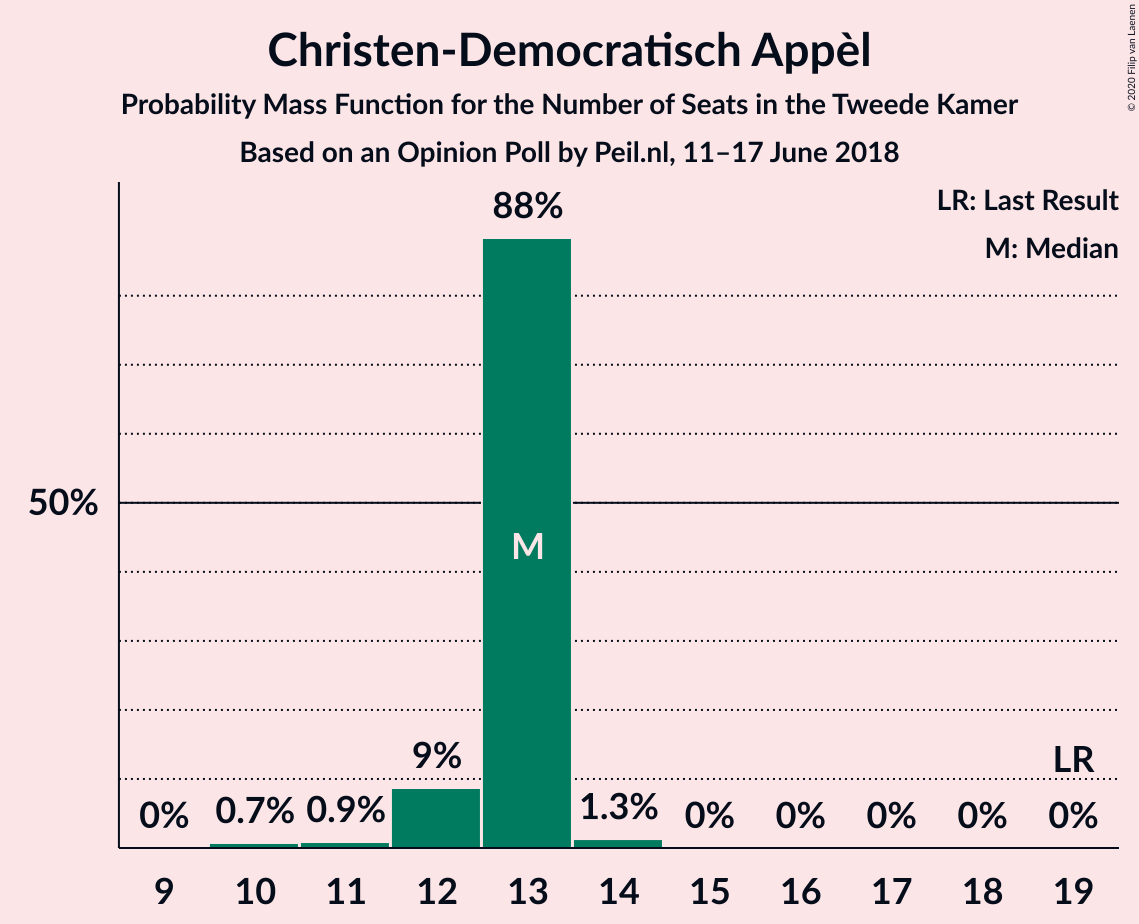 Christen-Democratisch Appèl
Probability Mass Function for the Number of Seats in the Tweede Kamer
Based on an Opinion Poll by Peil.nl, 11–17 June 2018
© 2020 Filip van Laenen
LR: Last Result
M: Median
88%
50%
M
9%
LR
0% 0.7% 0.9% 1.3% 0% 0% 0% 0% 0%
9 10 11 12 13 14 15 16 17 18 19